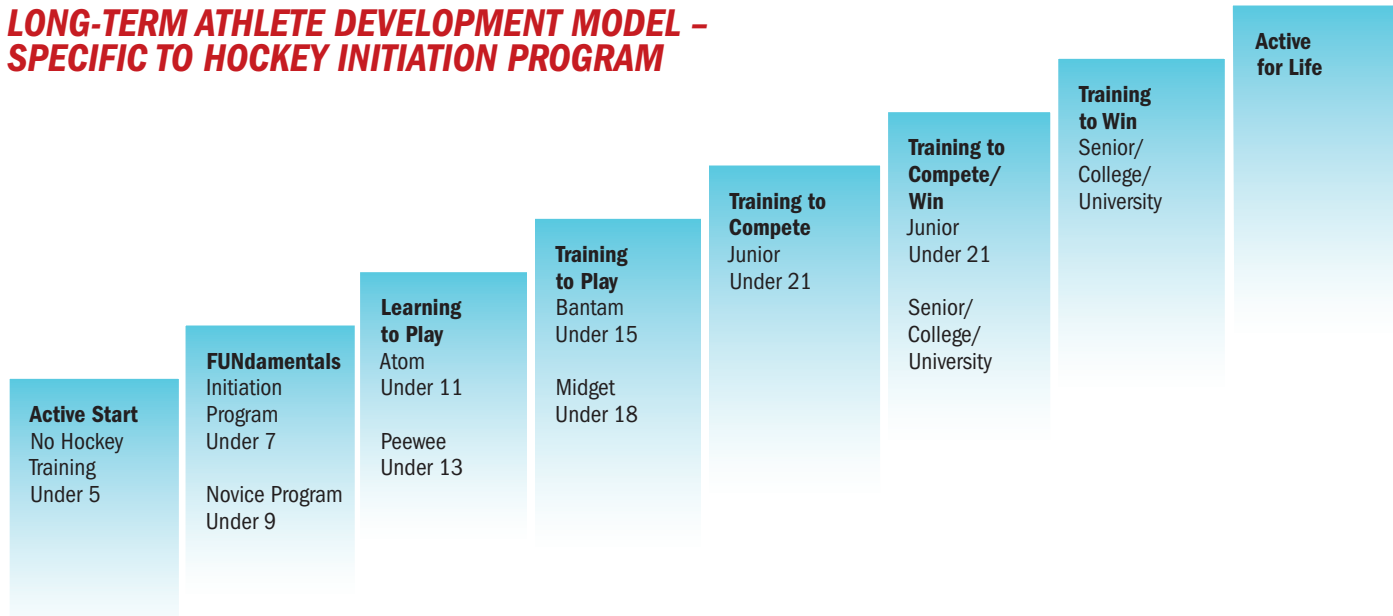 LONG-TERM ATHLETE DEVELOPMENT MODEL –
SPECIFIC TO HOCKEY INITIATION PROGRAM
Active Start
No Hockey
Training
Under 5
FUNdamentals
Initiation
Program
Under 7
Novice Program
Under 9
Learning
to Play
Atom
Under 11
Peewee
Under 13
Training
to Play
Bantam
Under 15
Midget
Under 18
Training to
Compete
Junior
Under 21
Training to
Compete/
Win
Junior
Under 21
Senior/
College/
University
Training
to Win
Senior/
College/
University
Active
for Life